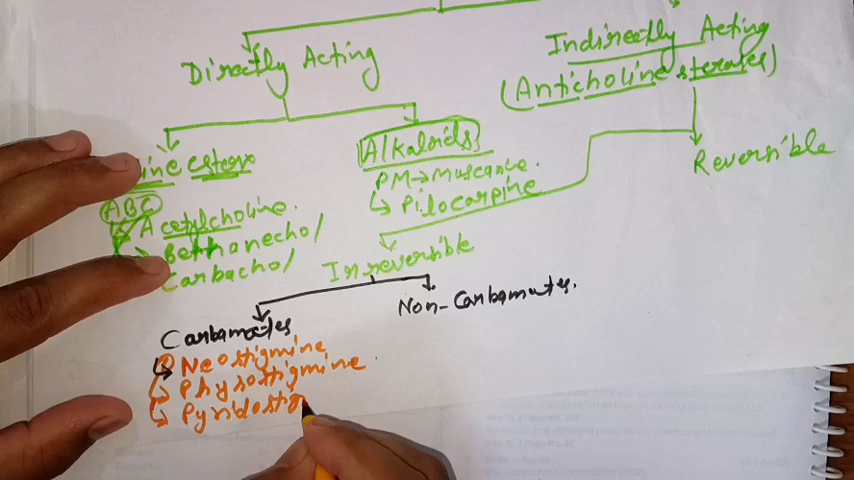 Directly Acting
Indirectly Acting
(Anticholinesterases)
ine esters
Alkaloids
PM→Muscarine.
Pilocarpine
ABC
Acetylcholine.
Bethanechol
Carbachol
Reversible
Irreversible
Carbamates
Non-Carbamates.
Neostigmine
Physostigmine
Pyridostig